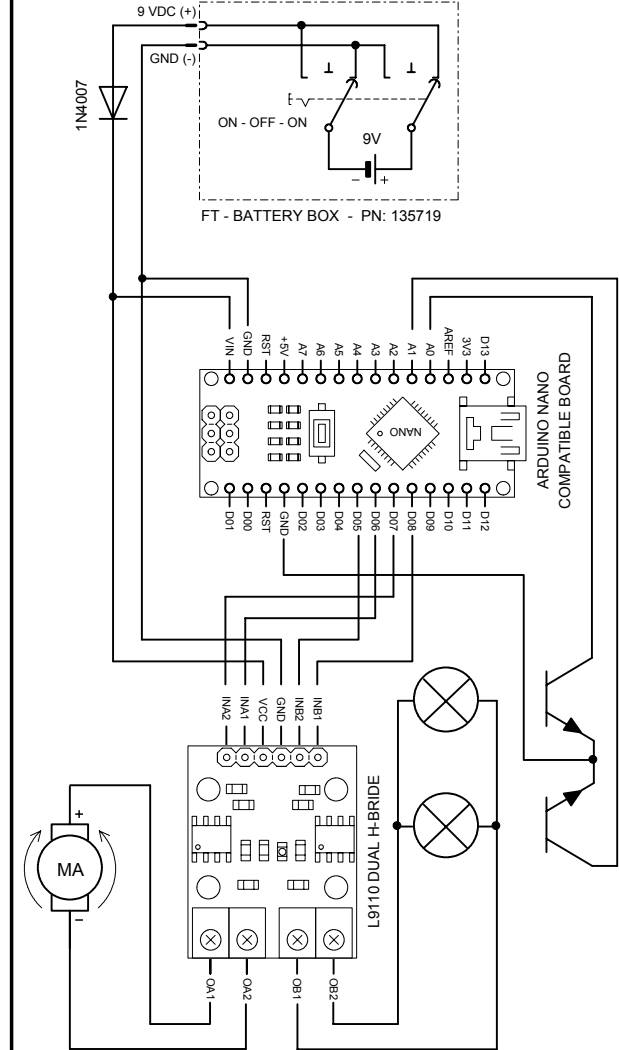 9 VDC (+)
GND (-)
1N4007
ON - OFF - ON
9V
– +
FT - BATTERY BOX - PN: 135719
VIN
GND
RST
+5V
A7
A6
A5
A4
A3
A2
A1
A0
AREF
3V3
D13
NANO
ARDUINO NANO
COMPATIBLE BOARD
D01
D00
RST
GND
D02
D03
D04
D05
D06
D07
D08
D09
D10
D11
D12
INA2
INA1
VCC
GND
INB2
INB1
L9110 DUAL H-BRIDE
+
MA
–
OA1
OA2
OB1
OB2